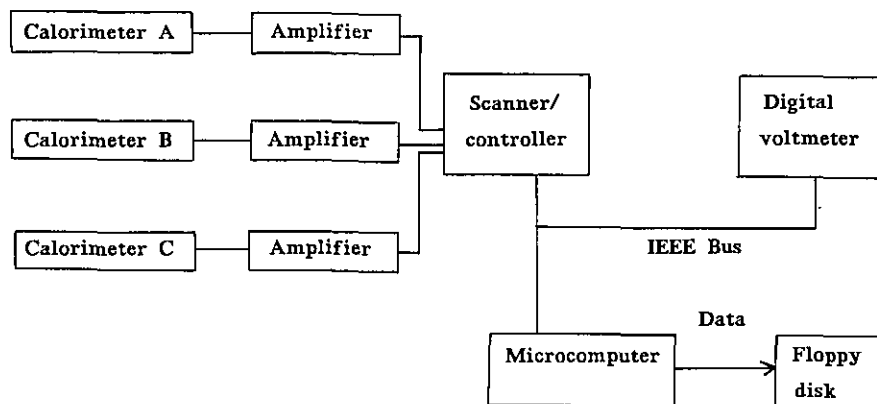 Calorimeter A
Amplifier
Scanner/
controller
Digital
voltmeter
Calorimeter B
Amplifier
Calorimeter C
Amplifier
IEEE Bus
Data
Microcomputer
Floppy
disk